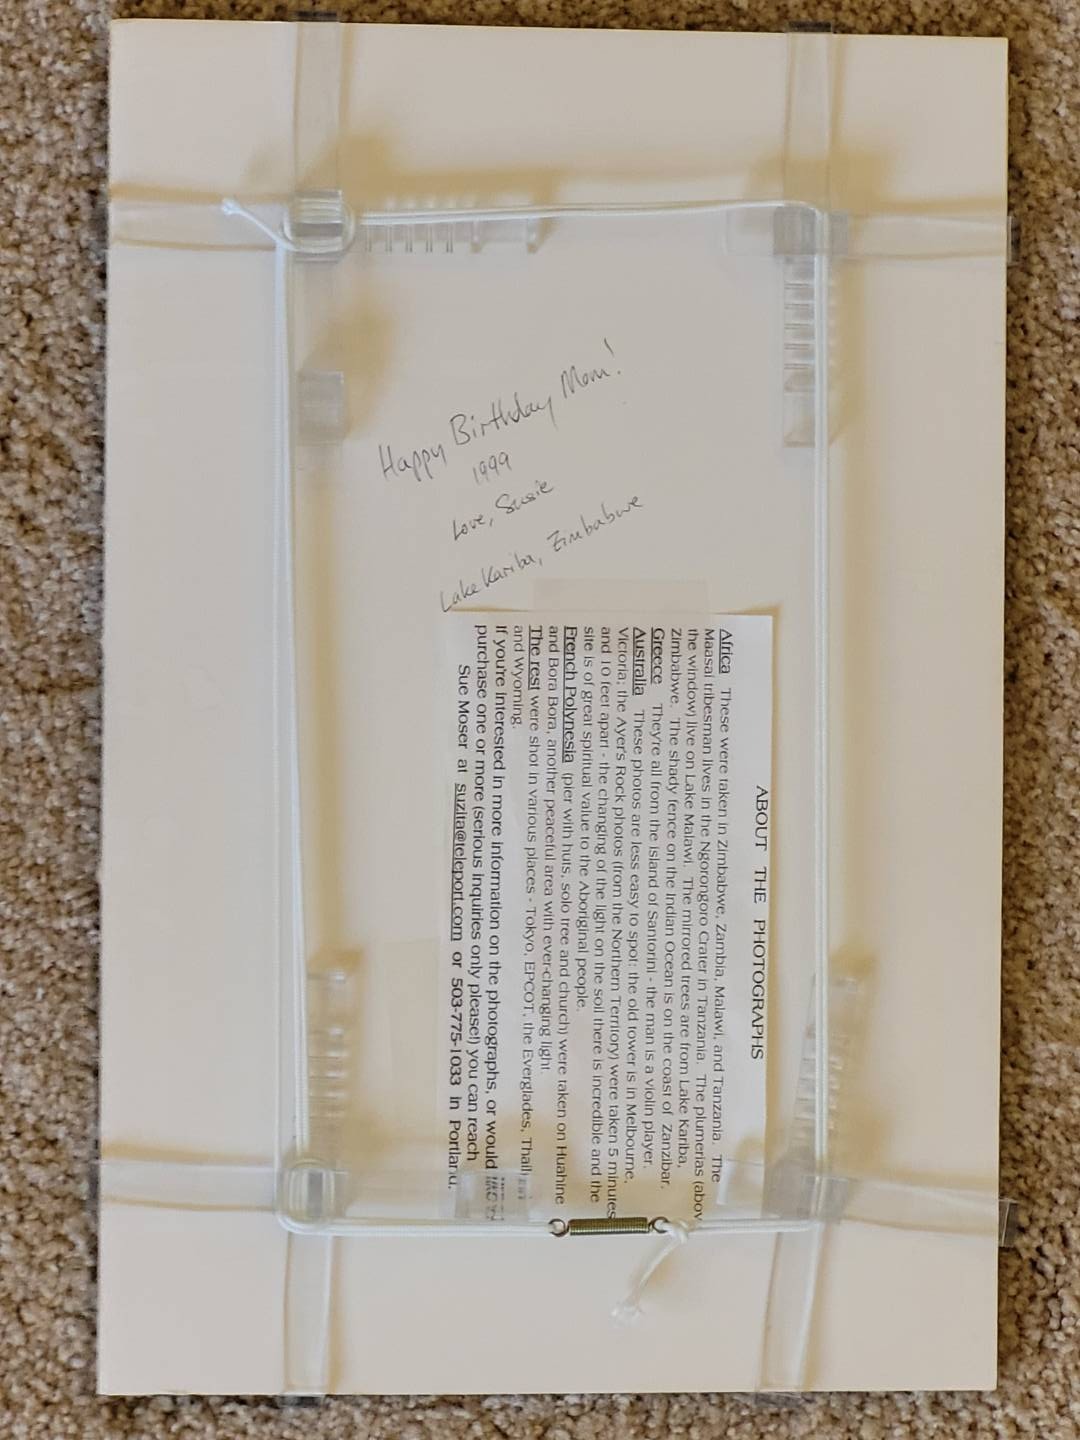 Happy Birthday Mom!
1999
Love, Susie
Lake Kariba, Zimbabwe
ABOUT THE PHOTOGRAPHS
Africa These were taken in Zimbabwe, Zambia, Malawi, and Tanzania. The
Maasai tribesman lives in the Ngorongoro Crater in Tanzania. The plumerias (abov
the window) live on Lake Malawi. The mirrored trees are from Lake Kariba,
Zimbabwe. The shady fence on the Indian Ocean is on the coast of Zanzibar.
Greece They're all from the island of Santorini - the man is a violin player.
Australia These photos are less easy to spot: the old tower is in Melbourne,
Victoria; the Ayer's Rock photos (from the Northern Territory) were taken 5 minutes
and 10 feet apart - the changing of the light on the soil there is incredible and the
site is of great spiritual value to the Aboriginal people.
French Polynesia (pier with huts, solo tree and church) were taken on Huahine
and Bora Bora, another peaceful area with ever-changing light.
The rest were shot in various places - Tokyo, EPCOT, the Everglades,
and Wyoming.
If you're interested in more information on the photographs, or would
purchase one or more (serious inquiries only please!) you can reach
Sue Moser at suzita@teleport.com or 503-775-1033 in Portland.